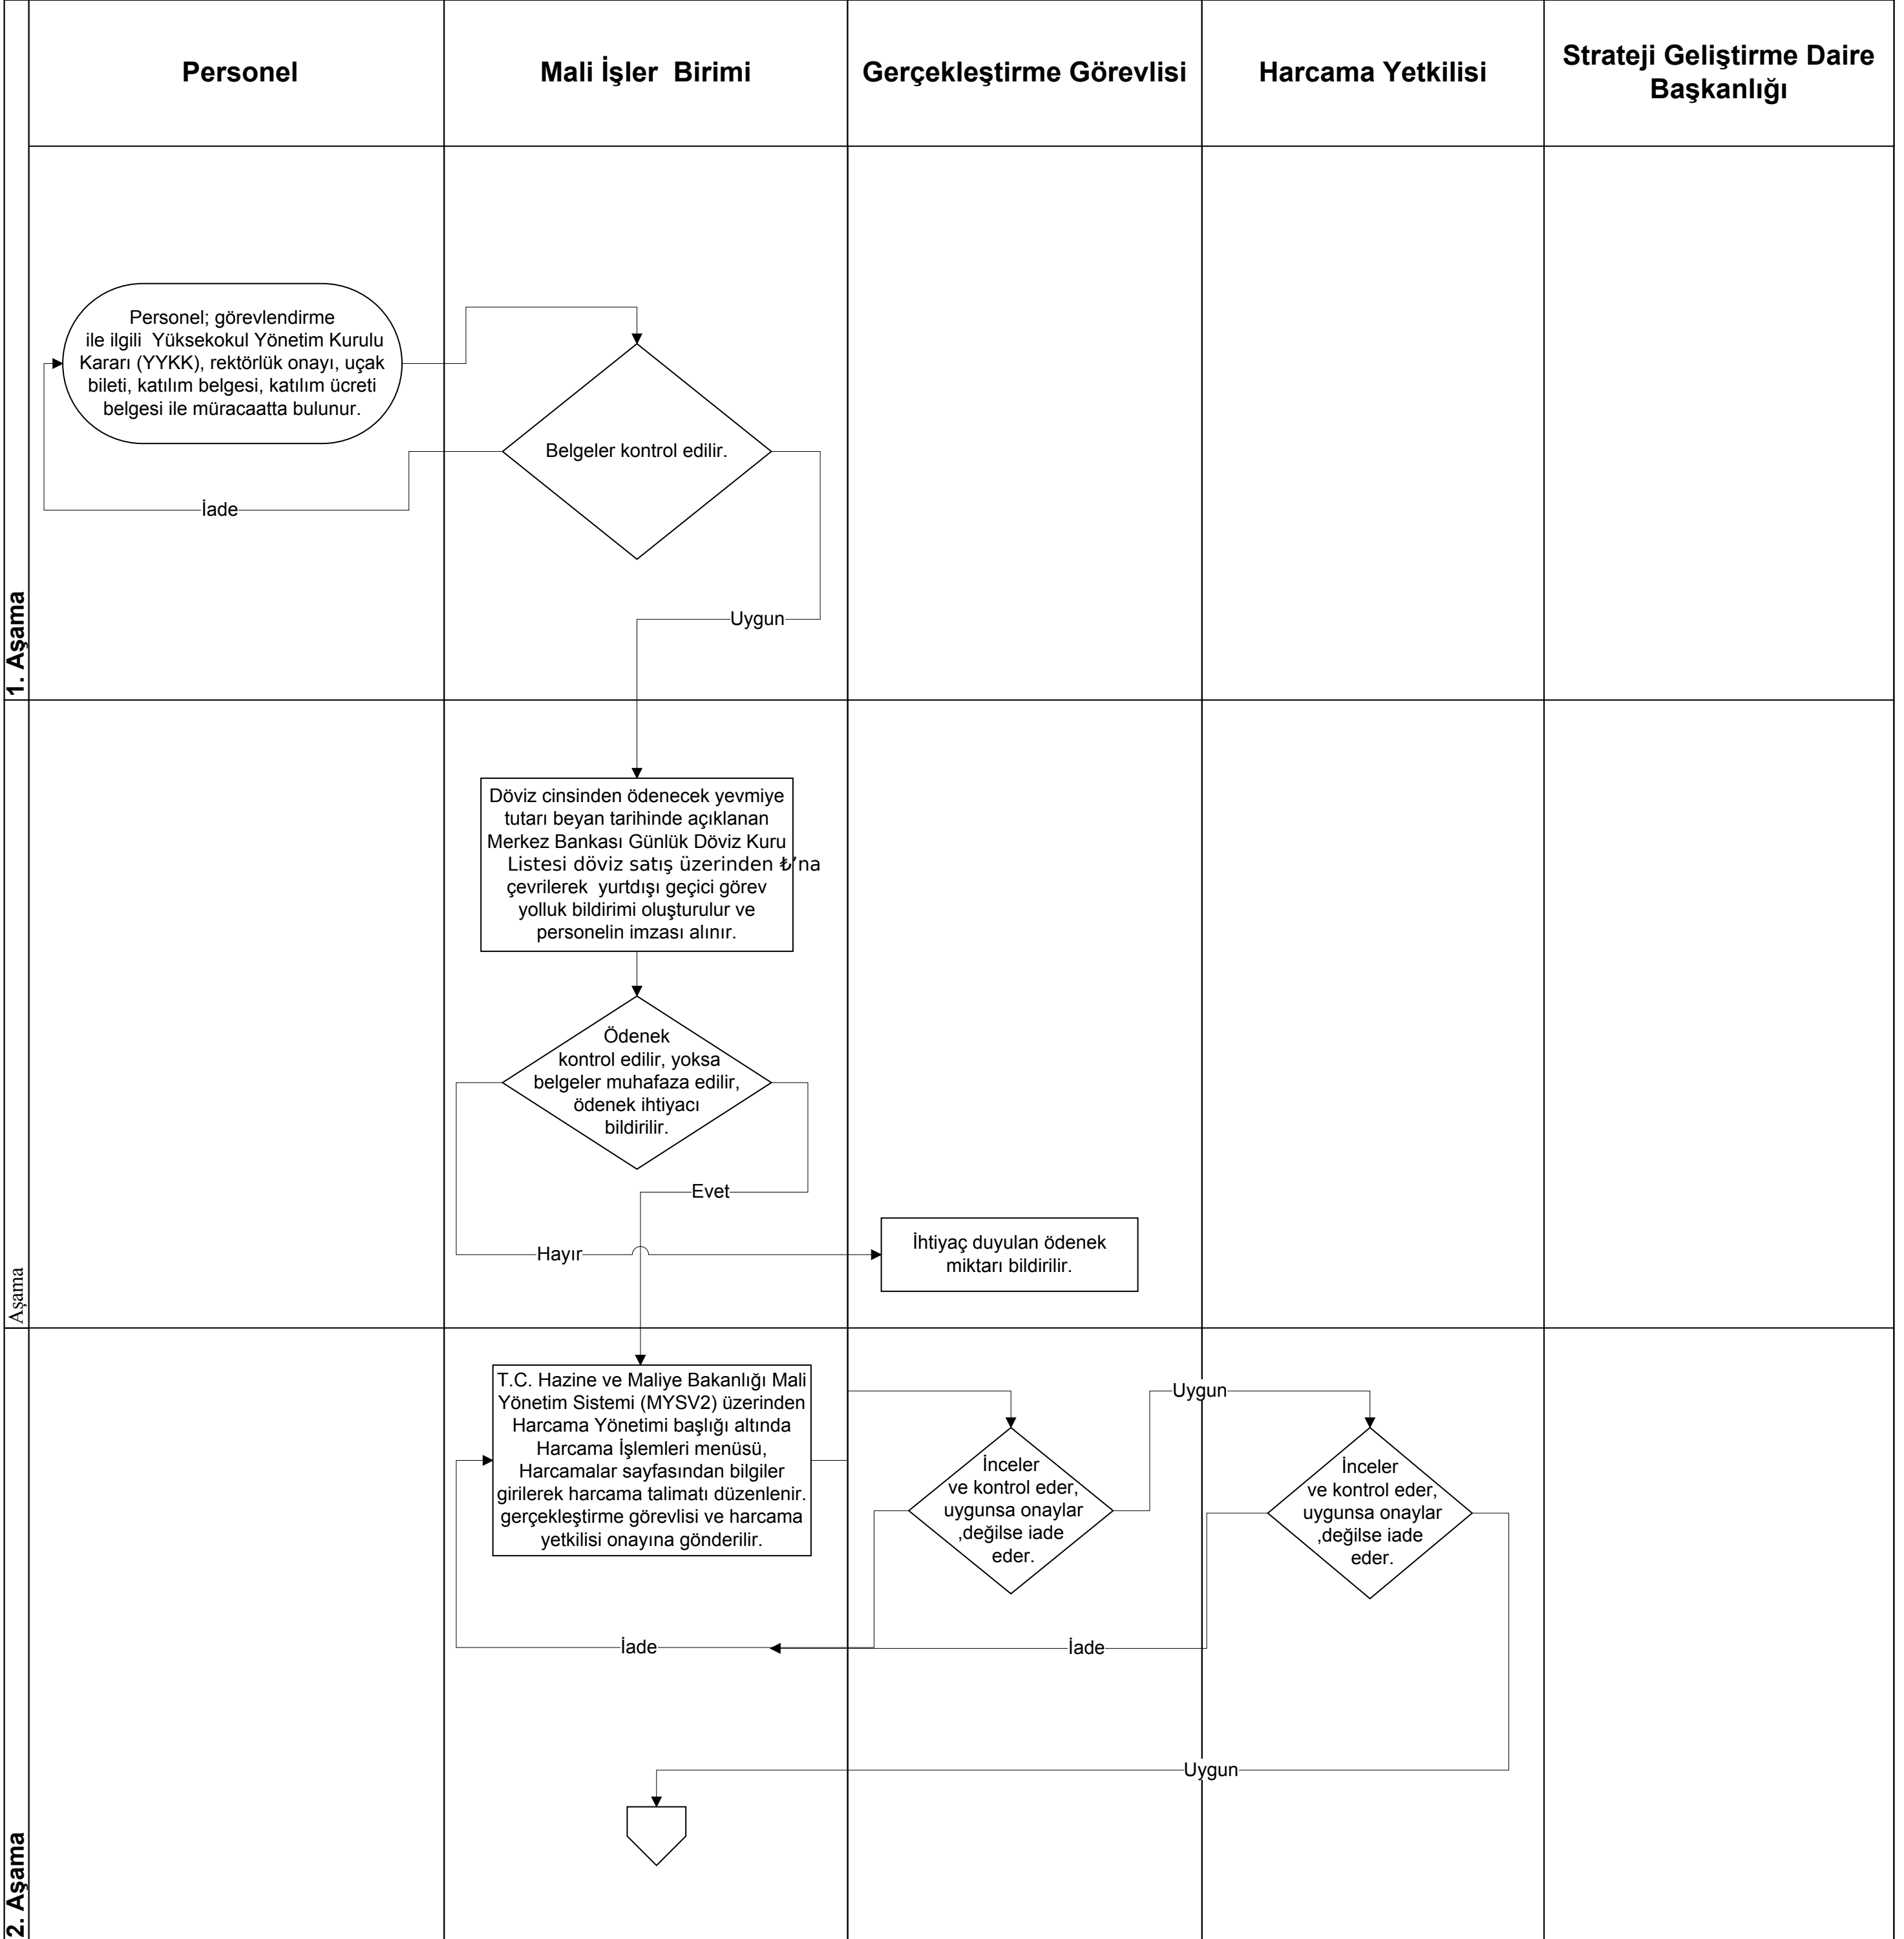 Personel
Mali İşler  Birimi
Gerçekleştirme Görevlisi
Harcama Yetkilisi
Strateji Geliştirme Daire
Başkanlığı
1. Aşama
Personel; görevlendirme
ile ilgili  Yüksekokul Yönetim Kurulu
Kararı (YYKK), rektörlük onayı, uçak
bileti, katılım belgesi, katılım ücreti
belgesi ile müracaatta bulunur.
Belgeler kontrol edilir.
İade
Uygun
Aşama
Döviz cinsinden ödenecek yevmiye
tutarı beyan tarihinde açıklanan
Merkez Bankası Günlük Döviz Kuru
Listesi döviz satış üzerinden ₺’na
çevrilerek  yurtdışı geçici görev
yolluk bildirimi oluşturulur ve
personelin imzası alınır.
Ödenek
kontrol edilir, yoksa
belgeler muhafaza edilir,
ödenek ihtiyacı
bildirilir.
Evet
Hayır
İhtiyaç duyulan ödenek
miktarı bildirilir.
2. Aşama
T.C. Hazine ve Maliye Bakanlığı Mali
Yönetim Sistemi (MYSV2) üzerinden
Harcama Yönetimi başlığı altında
Harcama İşlemleri menüsü,
Harcamalar sayfasından bilgiler
girilerek harcama talimatı düzenlenir.
gerçekleştirme görevlisi ve harcama
yetkilisi onayına gönderilir.
İnceler
ve kontrol eder,
uygunsa onaylar
,değilse iade
eder.
Uygun
İnceler
ve kontrol eder,
uygunsa onaylar
,değilse iade
eder.
İade
İade
Uygun